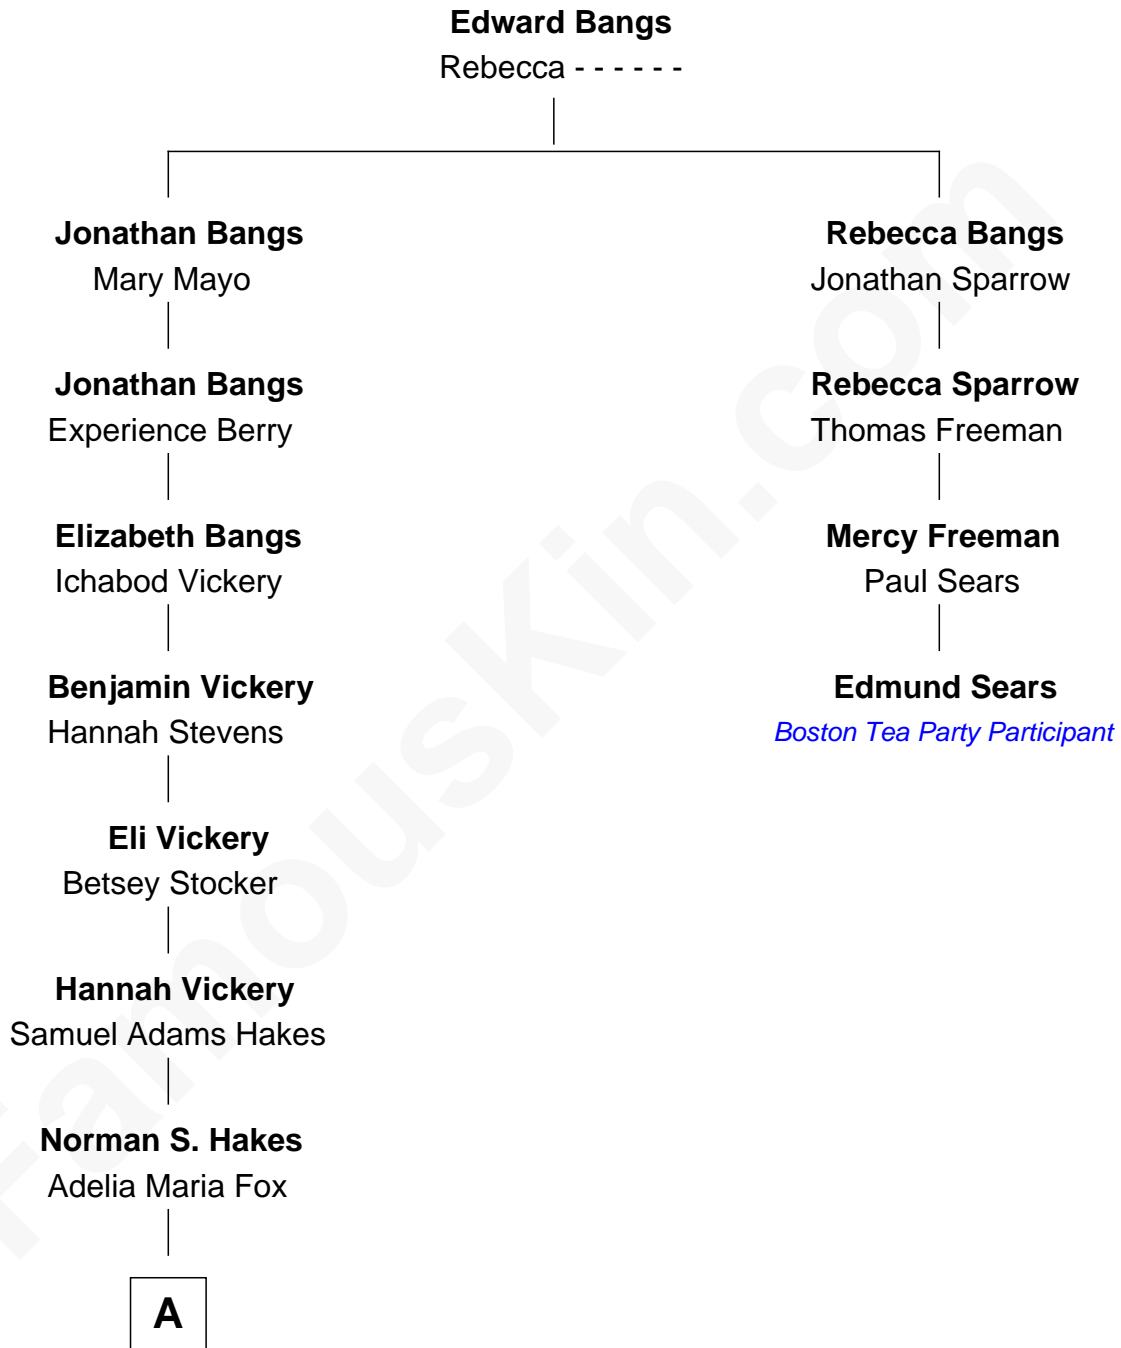 Edward Bangs
Rebecca - - - - - -
Jonathan Bangs
Mary Mayo
Rebecca Bangs
Jonathan Sparrow
Jonathan Bangs
Experience Berry
Rebecca Sparrow
Thomas Freeman
Elizabeth Bangs
Ichabod Vickery
Mercy Freeman
Paul Sears
Benjamin Vickery
Hannah Stevens
Edmund Sears
Boston Tea Party Participant
Eli Vickery
Betsey Stocker
Hannah Vickery
Samuel Adams Hakes
Norman S. Hakes
Adelia Maria Fox
A
FamousKin.com